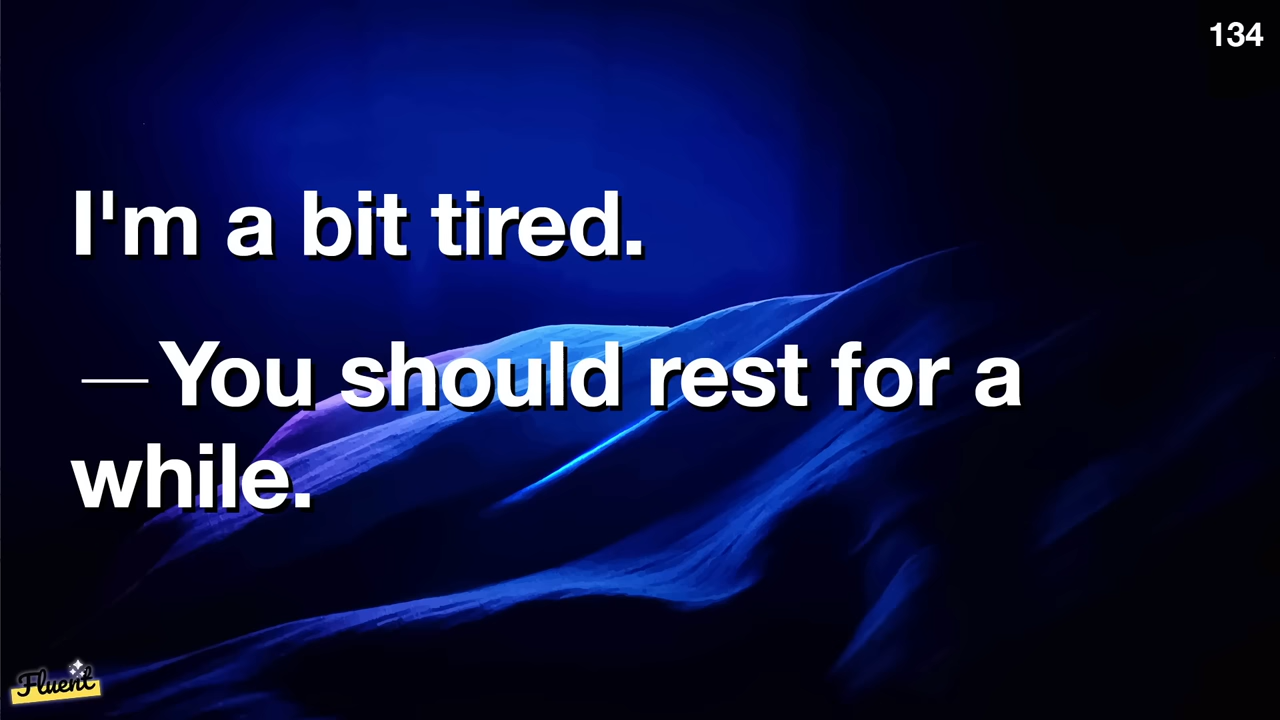 134
I'm a bit tired.
—You should rest for a
while.
Fluent